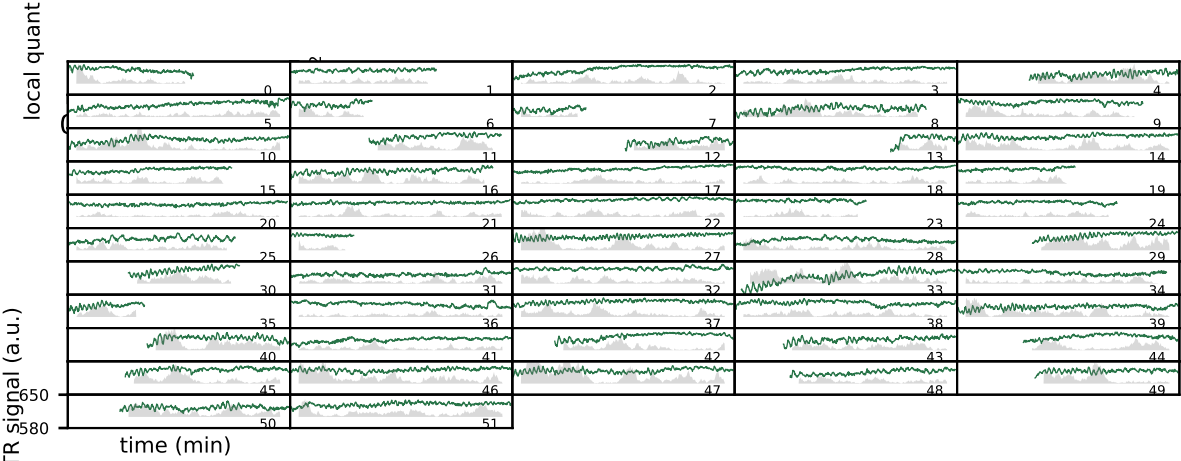 local quant
0 1 2 3 4
5 6 7 8 9
10 11 12 13 14
15 16 17 18 19
20 21 22 23 24
25 26 27 28 29
30 31 32 33 34
35 36 37 38 39
40 41 42 43 44
45 46 47 48 49
50 51
650
580
TR signal (a.u.)
time (min)